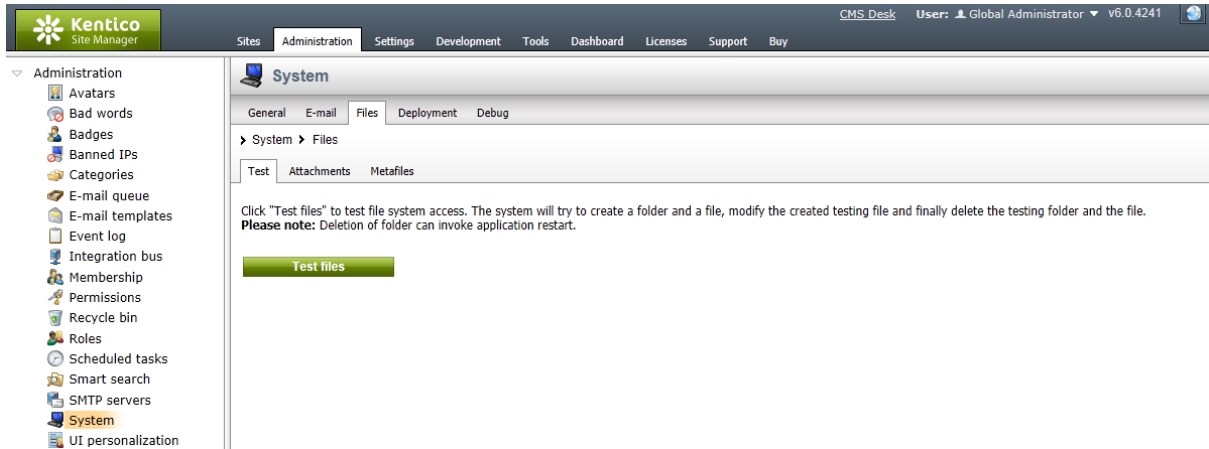 CMS Desk User: Global Administrator v6.0.4241
Kentico
Site Manager
Sites Administration Settings Development Tools Dashboard Licenses Support Buy
Administration
Avatars
Bad words
Badges
Banned IPs
Categories
E-mail queue
E-mail templates
Event log
Integration bus
Membership
Permissions
Recycle bin
Roles
Scheduled tasks
Smart search
SMTP servers
System
UI personalization
System
General E-mail Files Deployment Debug
System Files
Test Attachments Metafiles
Click "Test files" to test file system access. The system will try to create a folder and a file, modify the created testing file and finally delete the testing folder and the file.
Please note: Deletion of folder can invoke application restart.
Test files